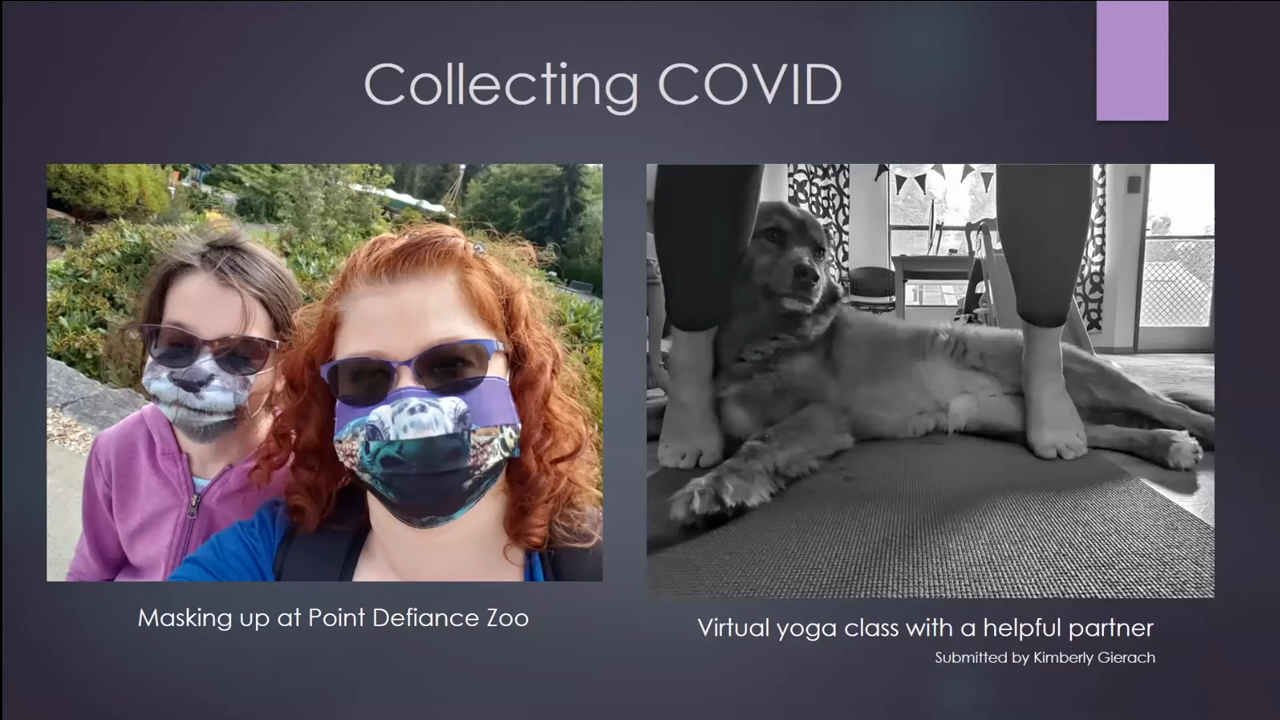 Collecting COVID
Masking up at Point Defiance Zoo
Virtual yoga class with a helpful partner
Submitted by Kimberly Gierach